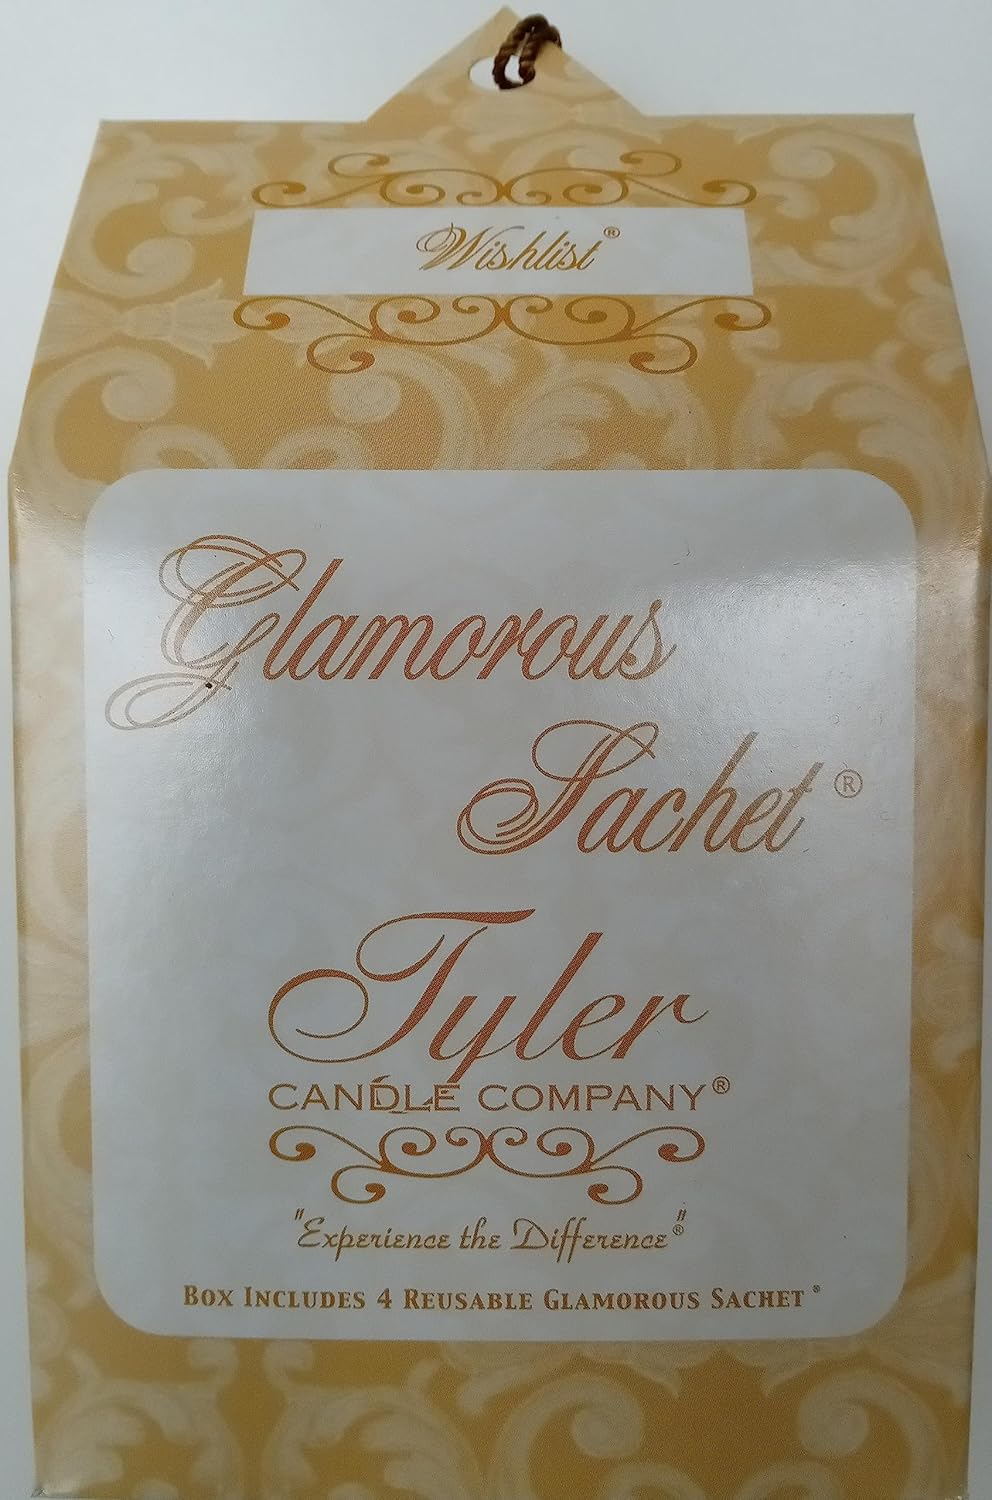 Wishlist®
Glamorous
Sachet®
Tyler
CANDLE COMPANY®
"Experience the Difference"®
BOX INCLUDES 4 REUSABLE GLAMOROUS SACHET®